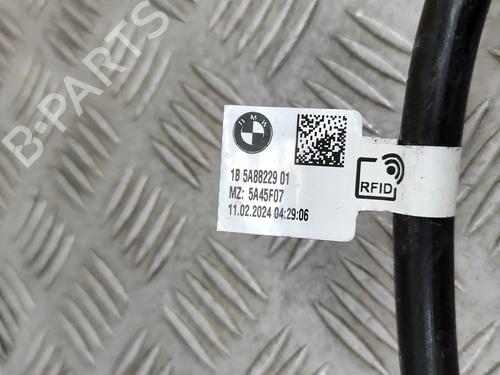 B-PARTS
BMW
1B 5A88229 01
MZ: 5A45F07
11.02.2024 04:29:06
RFID